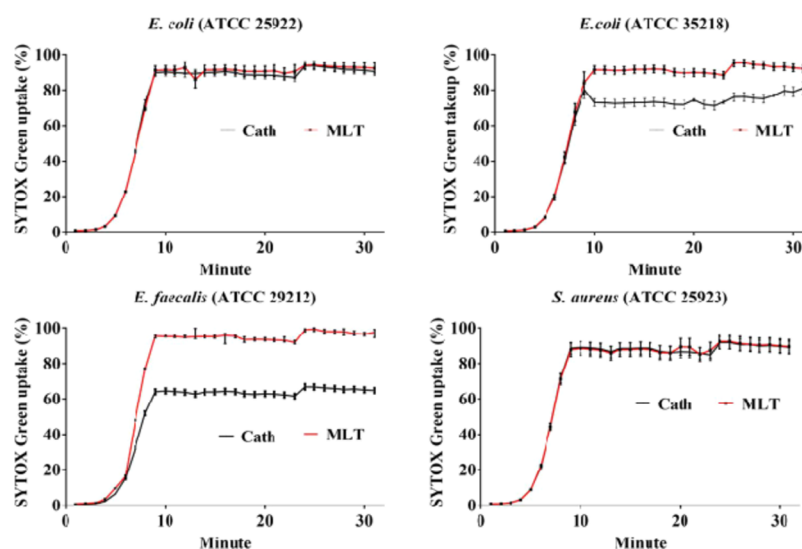 E. coli (ATCC 25922)
SYTOX Green uptake (%)
100
80
60
40
20
0
Cath MLT
0 10 20 30
Minute
E.coli (ATCC 35218)
SYTOX Green takeup (%)
100
80
60
40
20
0
Cath MLT
0 10 20 30
Minute
E. faecalis (ATCC 29212)
SYTOX Green uptake (%)
100
80
60
40
20
0
Cath MLT
0 10 20 30
Minute
S. aureus (ATCC 25923)
SYTOX Green uptake (%)
100
80
60
40
20
0
Cath MLT
0 10 20 30
Minute